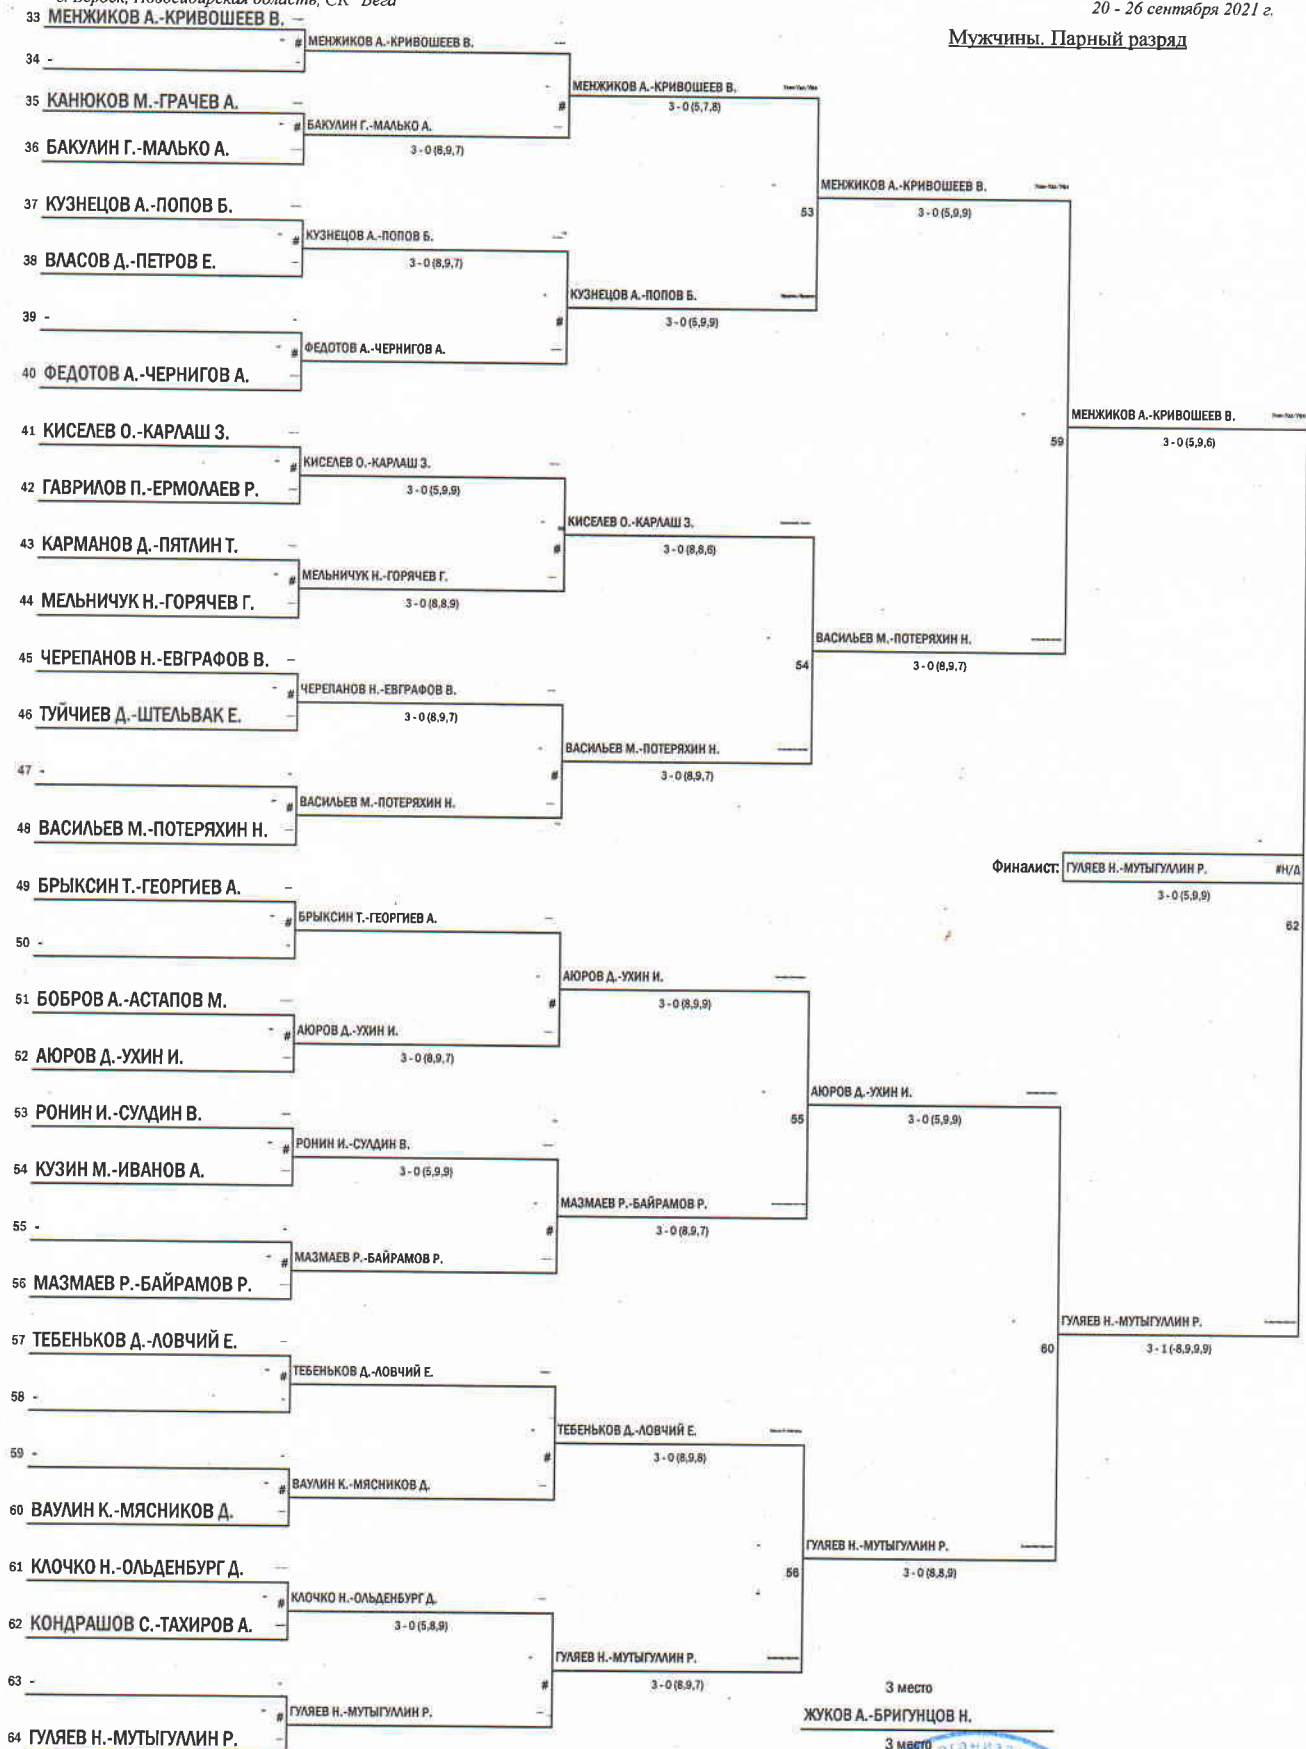 г. Бердск, Новосибирская область, СК "Вега"
20 - 26 сентября 2021 г.
Мужчины. Парный разряд
33 МЕНЖИКОВ А.-КРИВОШЕЕВ В.
# МЕНЖИКОВ А.-КРИВОШЕЕВ В.
34 -
МЕНЖИКОВ А.-КРИВОШЕЕВ В.
35 КАНЮКОВ М.-ГРАЧЕВ А.
# 3 - 0 (5,7,8)
# БАКУЛИН Г.-МАЛЬКО А.
36 БАКУЛИН Г.-МАЛЬКО А.
3 - 0 (8,9,7)
МЕНЖИКОВ А.-КРИВОШЕЕВ В.
37 КУЗНЕЦОВ А.-ПОПОВ Б.
53 3 - 0 (5,9,9)
# КУЗНЕЦОВ А.-ПОПОВ Б.
38 ВЛАСОВ Д.-ПЕТРОВ Е.
3 - 0 (8,9,7)
КУЗНЕЦОВ А.-ПОПОВ Б.
39 -
# 3 - 0 (5,9,9)
# ФЕДОТОВ А.-ЧЕРНИГОВ А.
40 ФЕДОТОВ А.-ЧЕРНИГОВ А.
МЕНЖИКОВ А.-КРИВОШЕЕВ В.
41 КИСЕЛЕВ О.-КАРЛАШ З.
59 3 - 0 (5,9,6)
# КИСЕЛЕВ О.-КАРЛАШ З.
42 ГАВРИЛОВ П.-ЕРМОЛАЕВ Р.
3 - 0 (5,9,9)
КИСЕЛЕВ О.-КАРЛАШ З.
43 КАРМАНОВ Д.-ПЯТЛИН Т.
# 3 - 0 (8,8,6)
# МЕЛЬНИЧУК Н.-ГОРЯЧЕВ Г.
44 МЕЛЬНИЧУК Н.-ГОРЯЧЕВ Г.
3 - 0 (8,8,9)
ВАСИЛЬЕВ М.-ПОТЕРЯХИН Н.
45 ЧЕРЕПАНОВ Н.-ЕВГРАФОВ В.
54 3 - 0 (8,9,7)
# ЧЕРЕПАНОВ Н.-ЕВГРАФОВ В.
46 ТУЙЧИЕВ Д.-ШТЕЛЬВАК Е.
3 - 0 (8,9,7)
ВАСИЛЬЕВ М.-ПОТЕРЯХИН Н.
47 -
# 3 - 0 (8,9,7)
# ВАСИЛЬЕВ М.-ПОТЕРЯХИН Н.
48 ВАСИЛЬЕВ М.-ПОТЕРЯХИН Н.
Финалист: ГУЛЯЕВ Н.-МУТЫГУЛЛИН Р. #Н/Д
49 БРЫКСИН Т.-ГЕОРГИЕВ А.
3 - 0 (5,9,9)
# БРЫКСИН Т.-ГЕОРГИЕВ А.
62
50 -
АЮРОВ Д.-УХИН И.
51 БОБРОВ А.-АСТАПОВ М.
# 3 - 0 (8,9,9)
# АЮРОВ Д.-УХИН И.
52 АЮРОВ Д.-УХИН И.
3 - 0 (8,9,7)
АЮРОВ Д.-УХИН И.
53 РОНИН И.-СУЛДИН В.
55 3 - 0 (5,9,9)
# РОНИН И.-СУЛДИН В.
54 КУЗИН М.-ИВАНОВ А.
3 - 0 (5,9,9)
МАЗМАЕВ Р.-БАЙРАМОВ Р.
55 -
# 3 - 0 (8,9,7)
# МАЗМАЕВ Р.-БАЙРАМОВ Р.
56 МАЗМАЕВ Р.-БАЙРАМОВ Р.
ГУЛЯЕВ Н.-МУТЫГУЛЛИН Р.
57 ТЕБЕНЬКОВ Д.-ЛОВЧИЙ Е.
60 3 - 1 (-8,9,9,9)
# ТЕБЕНЬКОВ Д.-ЛОВЧИЙ Е.
58 -
ТЕБЕНЬКОВ Д.-ЛОВЧИЙ Е.
59 -
# 3 - 0 (8,9,8)
# ВАУЛИН К.-МЯСНИКОВ Д.
60 ВАУЛИН К.-МЯСНИКОВ Д.
ГУЛЯЕВ Н.-МУТЫГУЛЛИН Р.
61 КЛОЧКО Н.-ОЛЬДЕНБУРГ Д.
56 3 - 0 (8,8,9)
# КЛОЧКО Н.-ОЛЬДЕНБУРГ Д.
62 КОНДРАШОВ С.-ТАХИРОВ А.
3 - 0 (5,8,9)
ГУЛЯЕВ Н.-МУТЫГУЛЛИН Р.
63 -
# 3 - 0 (8,9,7)
3 место
# ГУЛЯЕВ Н.-МУТЫГУЛЛИН Р.
ЖУКОВ А.-БРИГУНЦОВ Н.
64 ГУЛЯЕВ Н.-МУТЫГУЛЛИН Р.
3 место